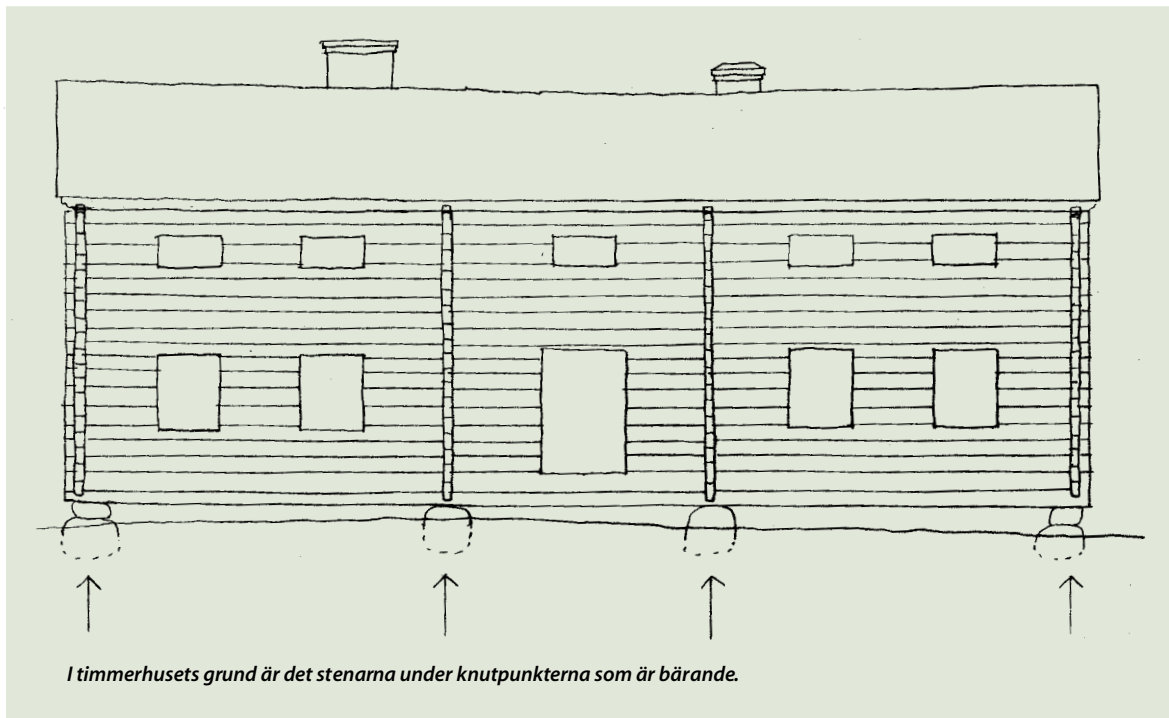 I timmerhusets grund är det stenarna under knutpunkterna som är bärande.